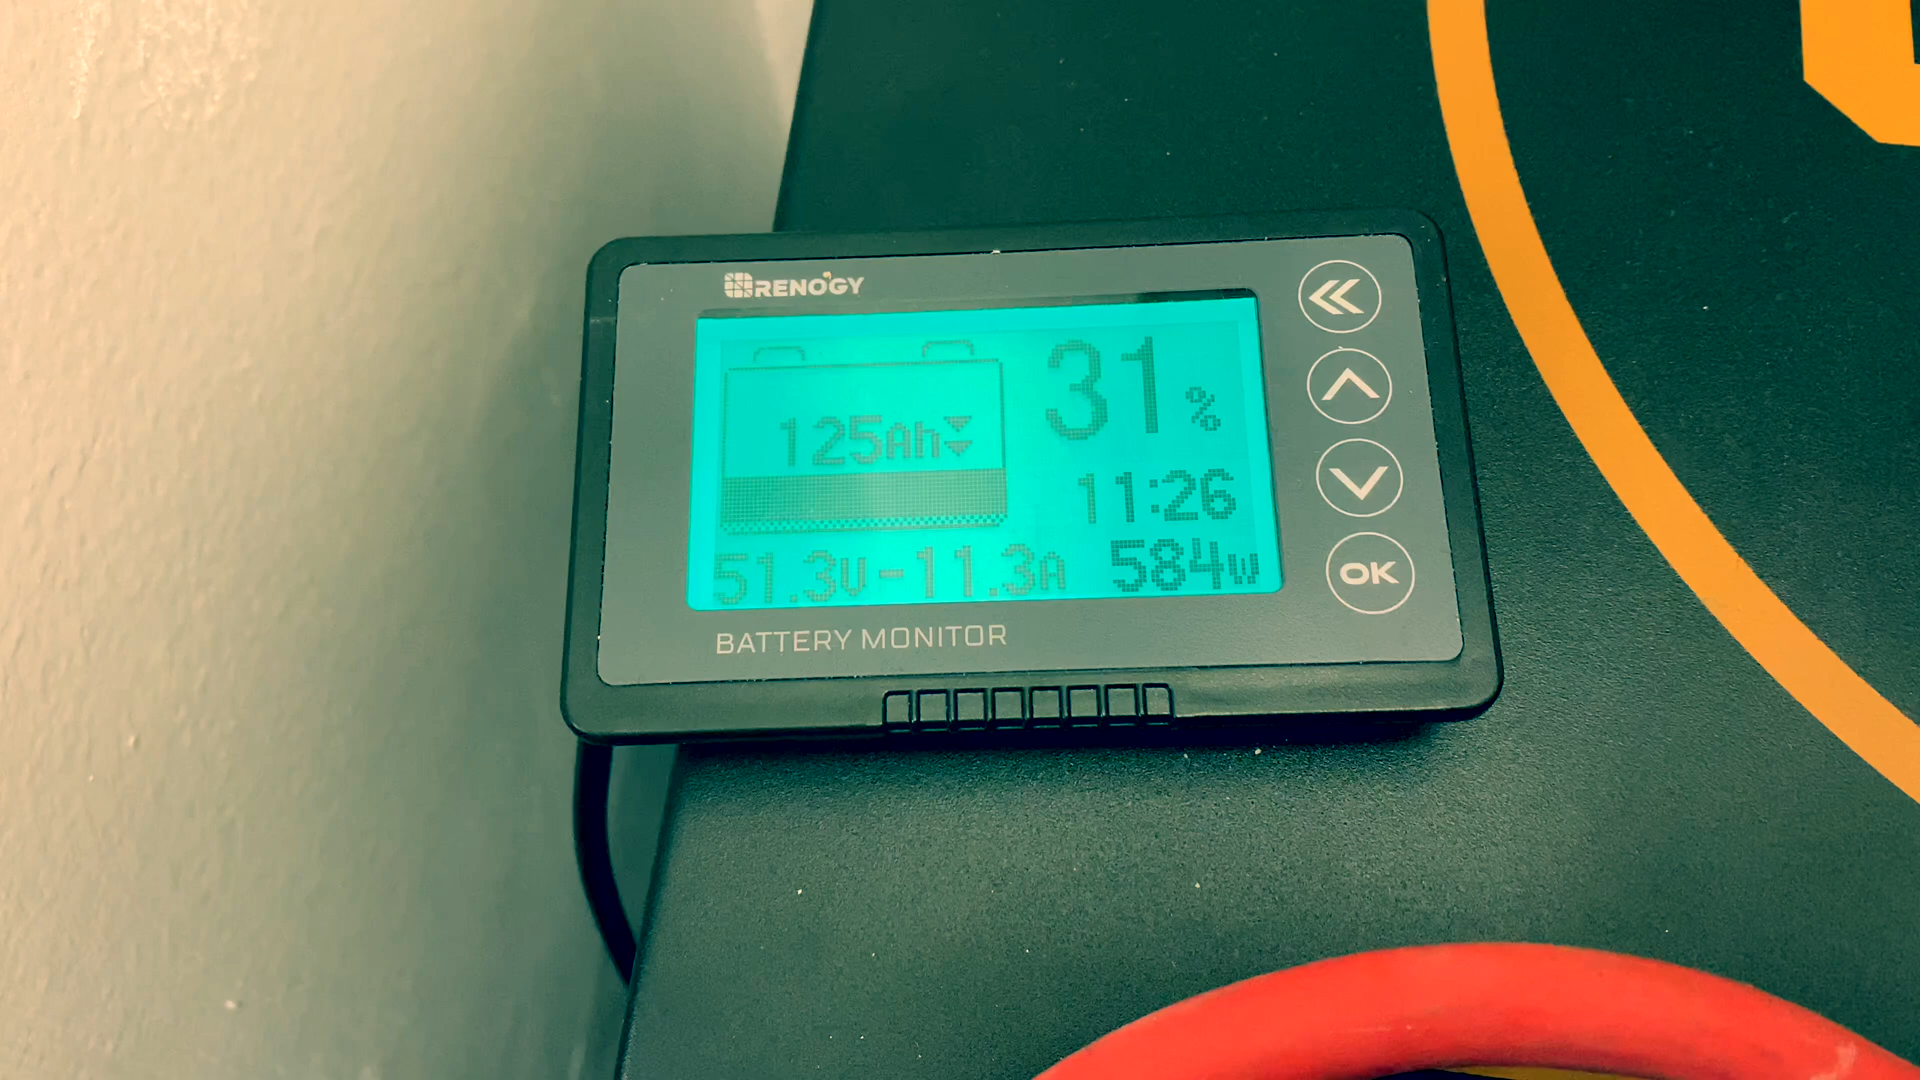 RENOGY
31%
125Ah
11:26
51.3V -11.3A 584W
OK
BATTERY MONITOR